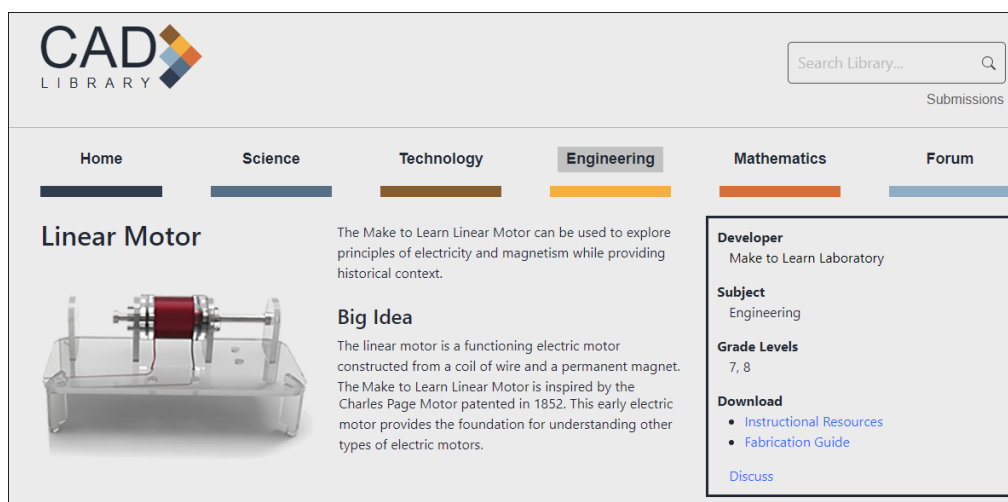 CAD
LIBRARY
Search Library...
Submissions
Home Science Technology Engineering Mathematics Forum
Linear Motor
The Make to Learn Linear Motor can be used to explore
principles of electricity and magnetism while providing
historical context.
Big Idea
The linear motor is a functioning electric motor
constructed from a coil of wire and a permanent magnet.
The Make to Learn Linear Motor is inspired by the
Charles Page Motor patented in 1852. This early electric
motor provides the foundation for understanding other
types of electric motors.
Developer
Make to Learn Laboratory
Subject
Engineering
Grade Levels
7, 8
Download
• Instructional Resources
• Fabrication Guide
Discuss